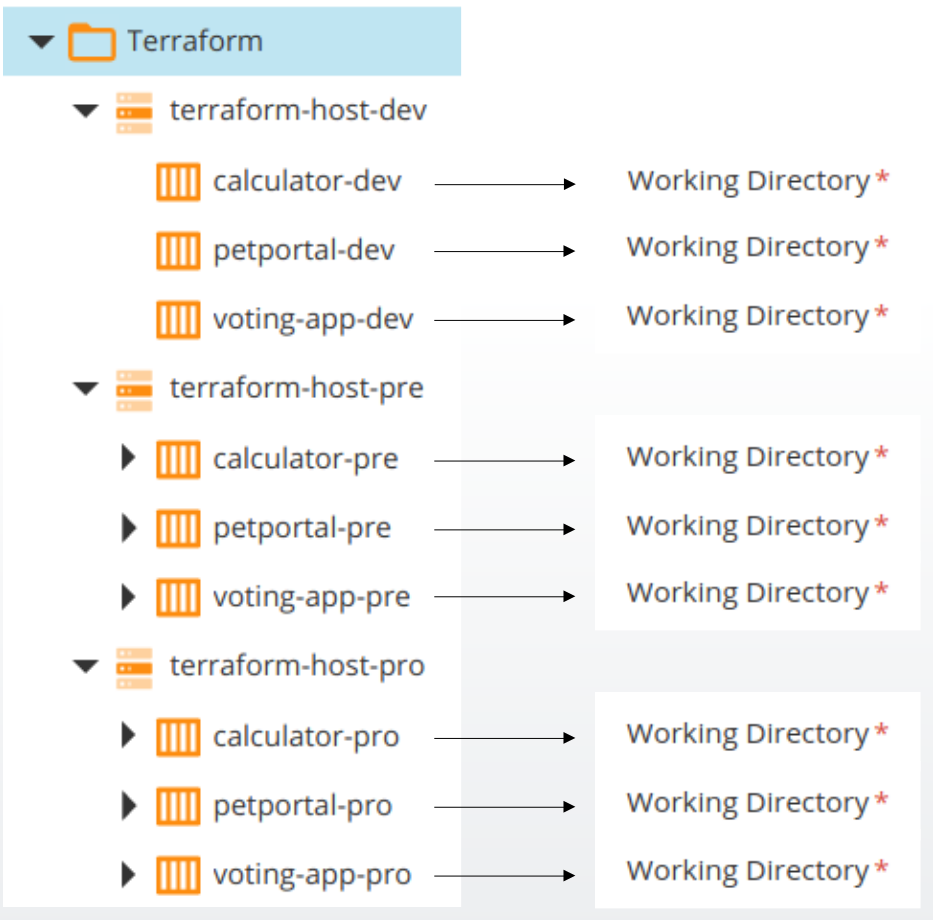 Terraform
terraform-host-dev
calculator-dev Working Directory *
petportal-dev Working Directory *
voting-app-dev Working Directory *
terraform-host-pre
calculator-pre Working Directory *
petportal-pre Working Directory *
voting-app-pre Working Directory *
terraform-host-pro
calculator-pro Working Directory *
petportal-pro Working Directory *
voting-app-pro Working Directory *